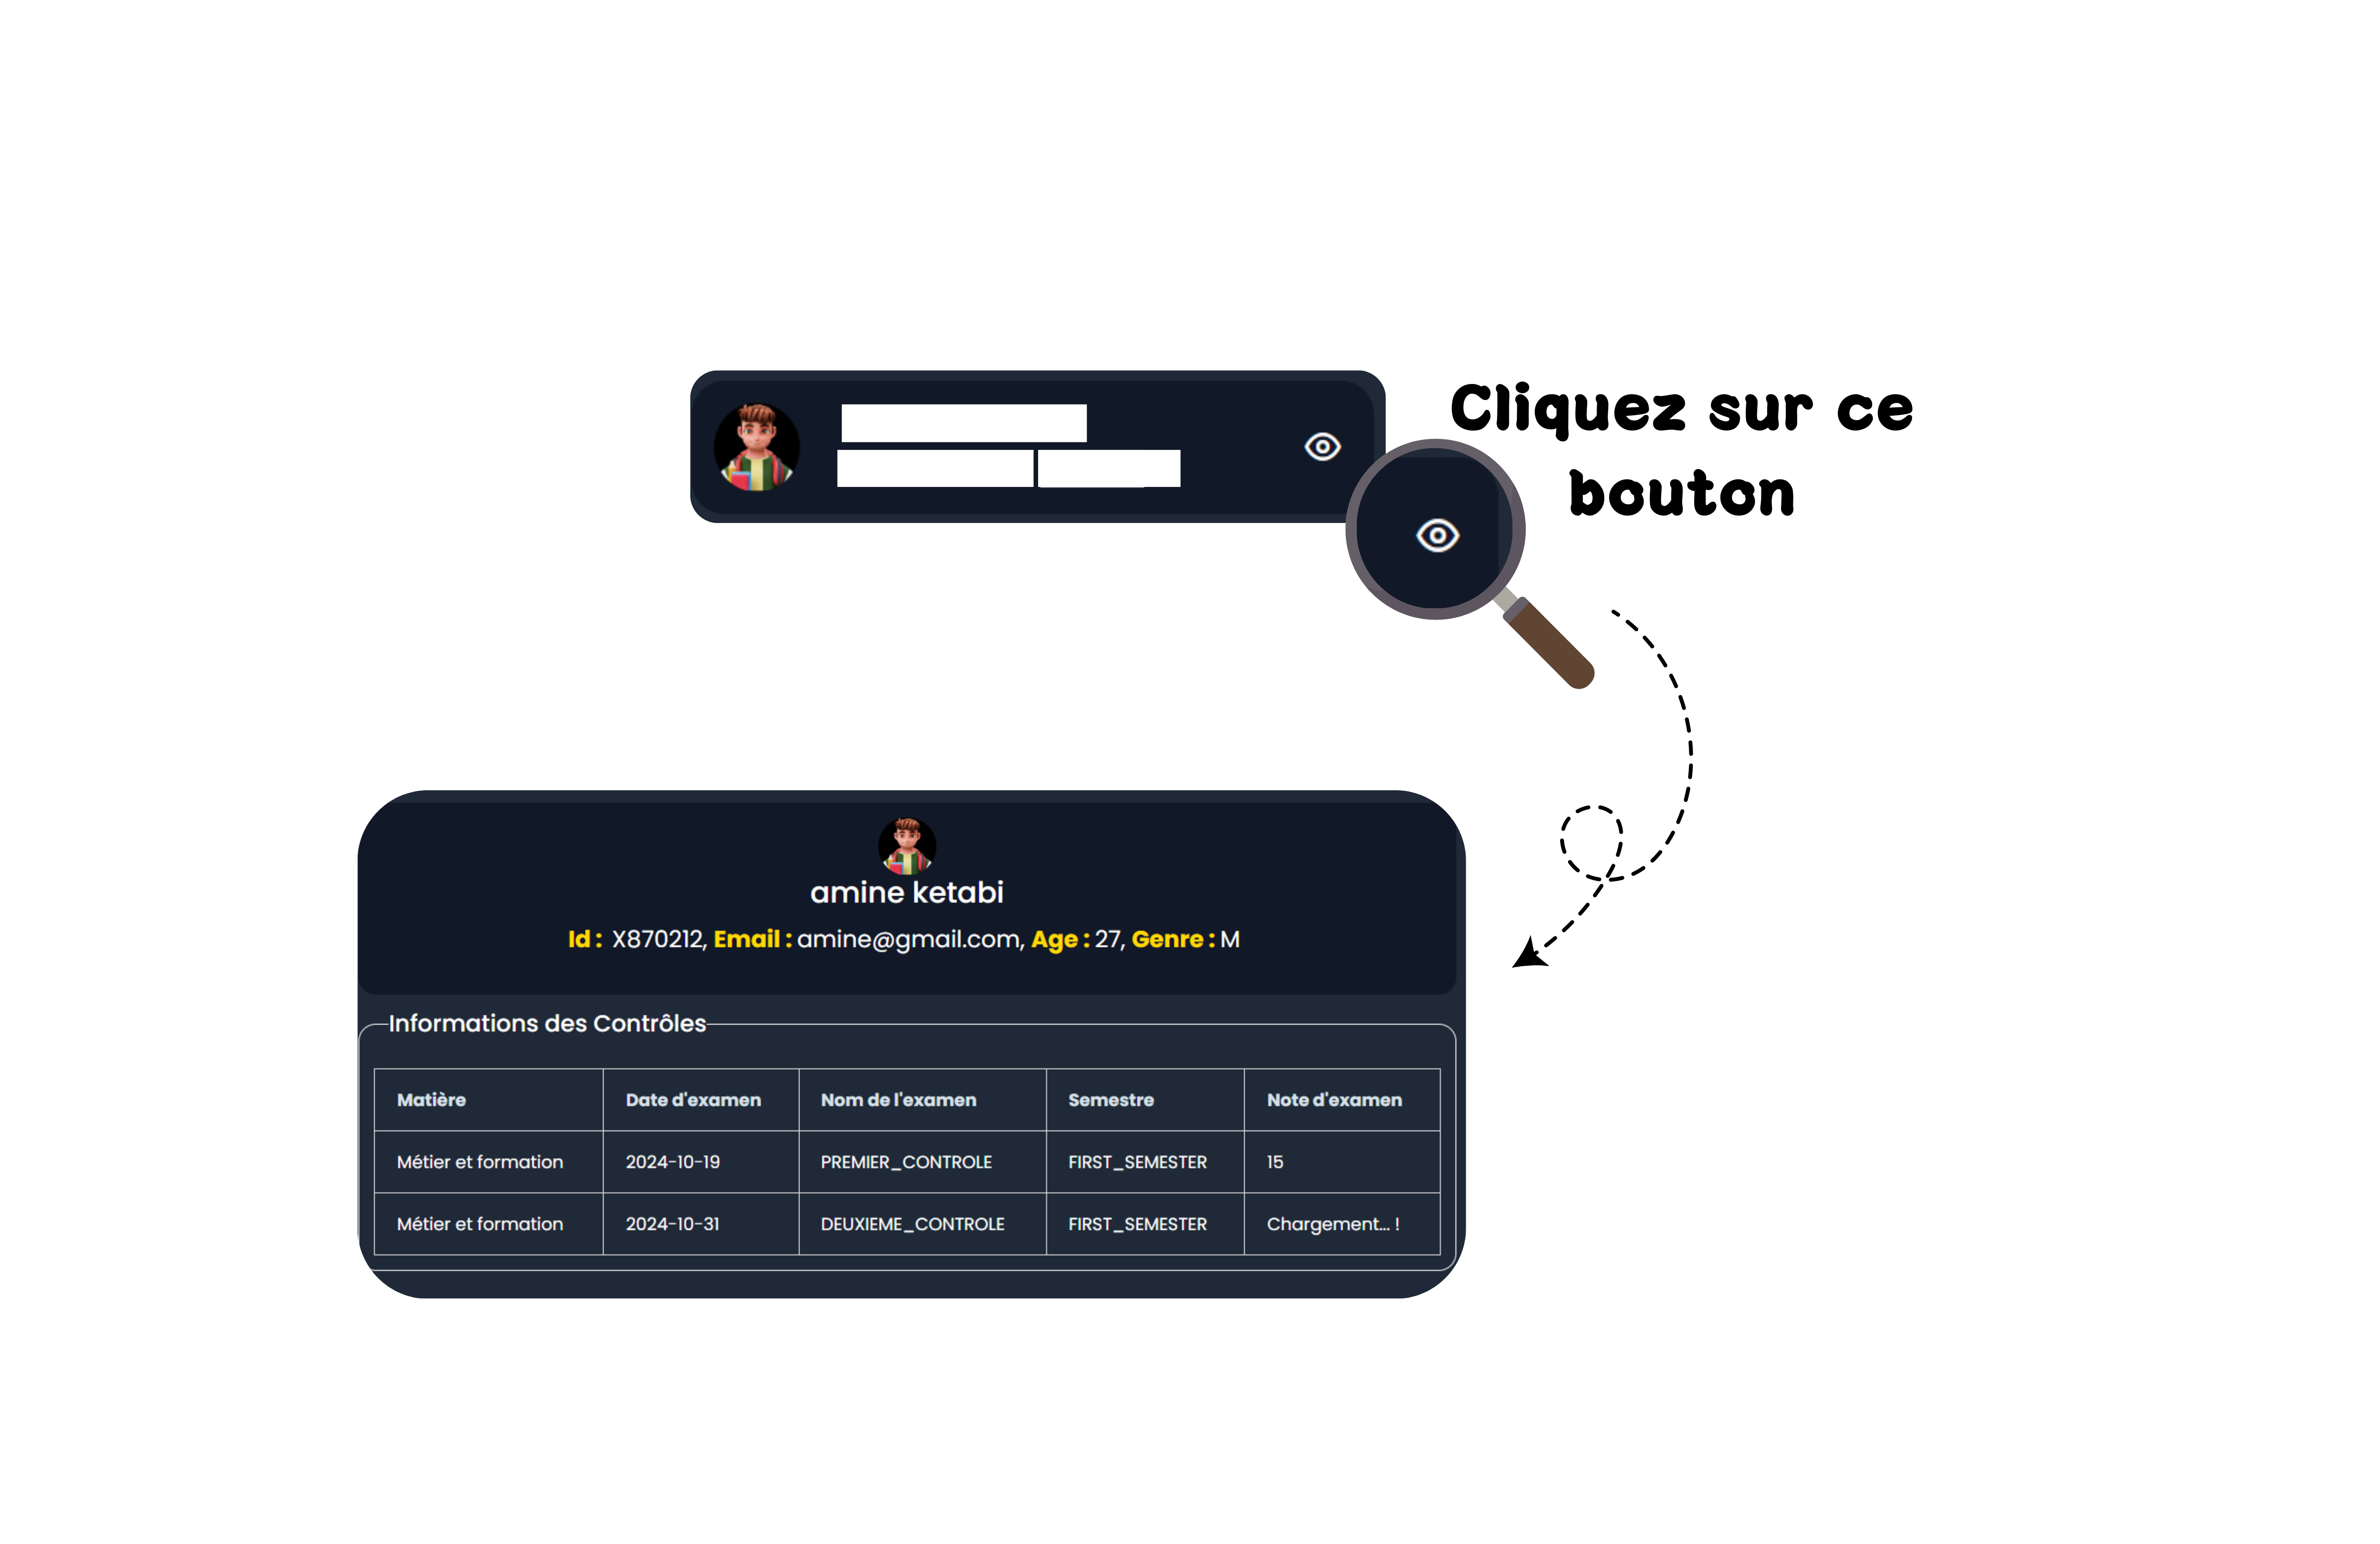 Cliquez sur ce
bouton
amine ketabi
Id : X870212, Email : amine@gmail.com, Age : 27, Genre : M
Informations des Contrôles
Matière Date d'examen Nom de l'examen Semestre Note d'examen
Métier et formation 2024-10-19 PREMIER_CONTROLE FIRST_SEMESTER 15
Métier et formation 2024-10-31 DEUXIEME_CONTROLE FIRST_SEMESTER Chargement... !